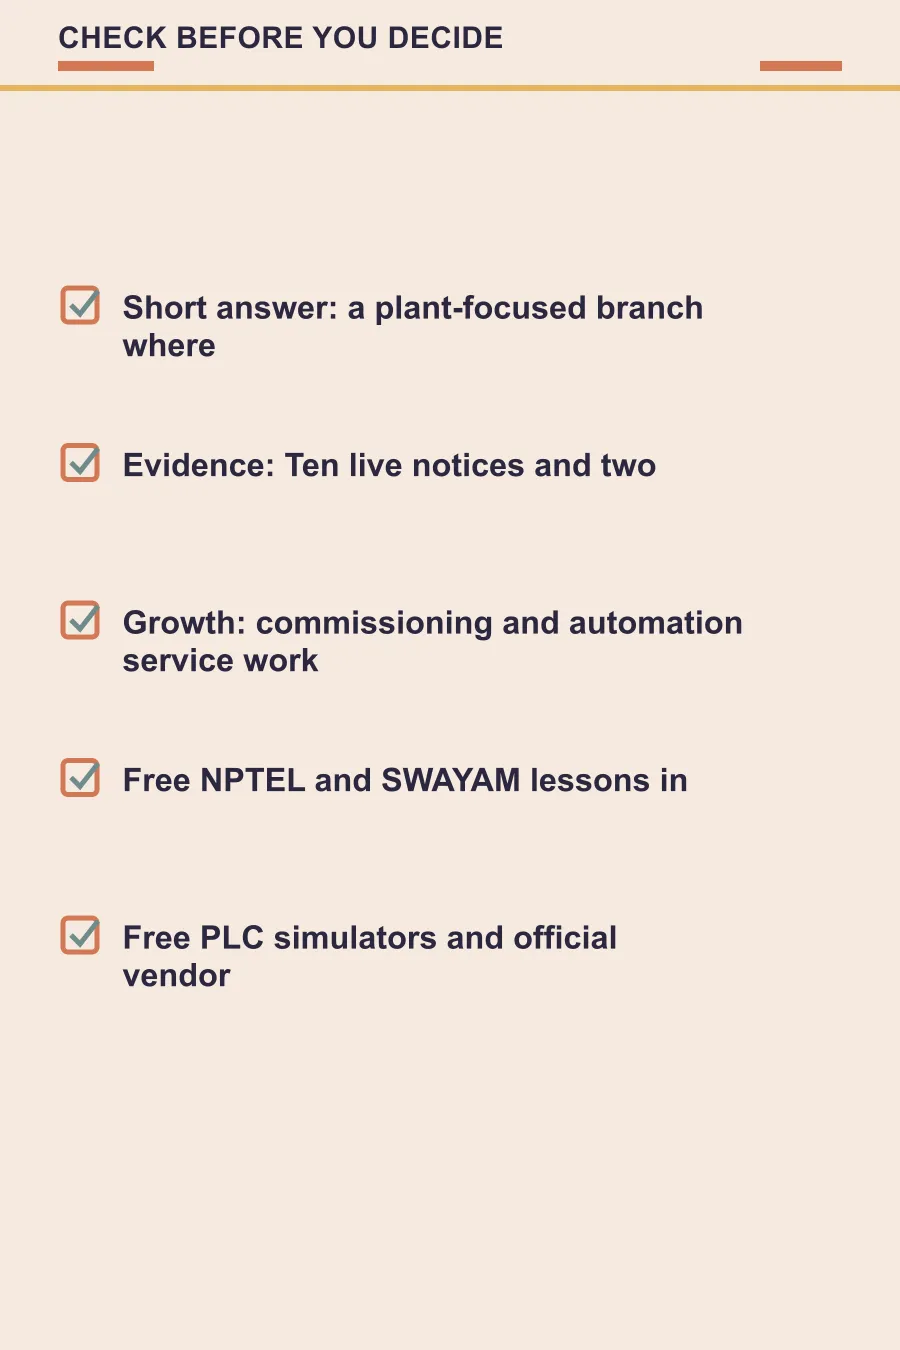 CHECK BEFORE YOU DECIDE
Short answer: a plant-focused branch
where
Evidence: Ten live notices and two
Growth: commissioning and automation
service work
Free NPTEL and SWAYAM lessons in
Free PLC simulators and official
vendor